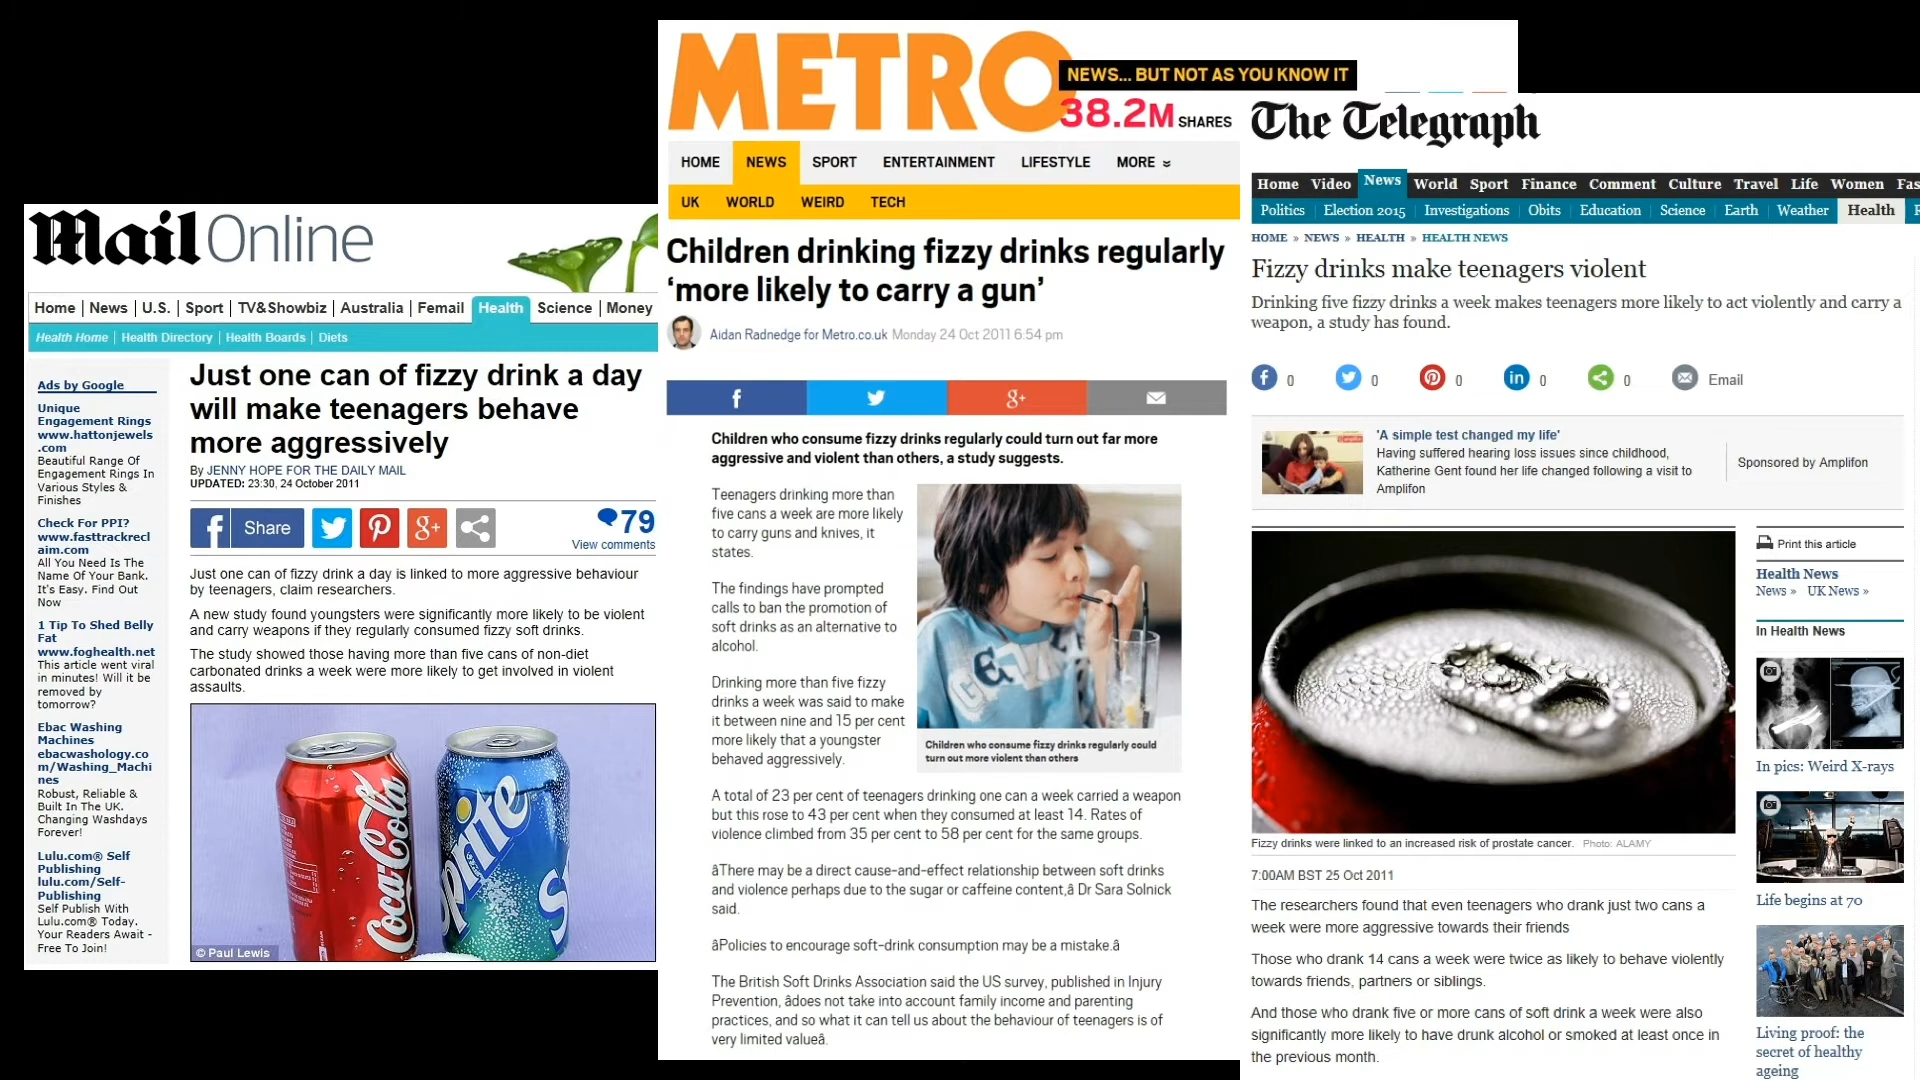 Mail Online
Home | News | U.S. | Sport | TV&Showbiz | Australia | Femail | Health | Science | Money
Health Home | Health Directory | Health Boards | Diets
Ads by Google
Unique
Engagement Rings
www.hattonjewels
.com
Beautiful Range Of
Engagement Rings In
Various Styles &
Finishes
Check For PPI?
www.fasttrackrecl
aim.com
All You Need Is The
Name Of Your Bank.
It's Easy. Find Out
Now
1 Tip To Shed Belly
Fat
www.foghealth.net
This article went viral
in minutes! Will it be
removed by
tomorrow?
Ebac Washing
Machines
ebacwashology.co
m/Washing_Machi
nes
Robust, Reliable &
Built In The UK.
Changing Washdays
Forever!
Lulu.com® Self
Publishing
lulu.com/Self-
Publishing
Self Publish With
Lulu.com® Today.
Your Readers Await -
Free To Join!
Just one can of fizzy drink a day
will make teenagers behave
more aggressively
By JENNY HOPE FOR THE DAILY MAIL
UPDATED: 23:30, 24 October 2011
Share
79
View comments
Just one can of fizzy drink a day is linked to more aggressive behaviour
by teenagers, claim researchers.
A new study found youngsters were significantly more likely to be violent
and carry weapons if they regularly consumed fizzy soft drinks.
The study showed those having more than five cans of non-diet
carbonated drinks a week were more likely to get involved in violent
assaults.
Coca-Cola
Sprite
S
© Paul Lewis
METRO
NEWS... BUT NOT AS YOU KNOW IT
38.2M SHARES
HOME NEWS SPORT ENTERTAINMENT LIFESTYLE MORE
UK WORLD WEIRD TECH
Children drinking fizzy drinks regularly
‘more likely to carry a gun’
Aidan Radnedge for Metro.co.uk Monday 24 Oct 2011 6:54 pm
Children who consume fizzy drinks regularly could turn out far more
aggressive and violent than others, a study suggests.
Teenagers drinking more than
five cans a week are more likely
to carry guns and knives, it
states.
The findings have prompted
calls to ban the promotion of
soft drinks as an alternative to
alcohol.
Drinking more than five fizzy
drinks a week was said to make
it between nine and 15 per cent
more likely that a youngster
behaved aggressively.
Children who consume fizzy drinks regularly could
turn out more violent than others
A total of 23 per cent of teenagers drinking one can a week carried a weapon
but this rose to 43 per cent when they consumed at least 14. Rates of
violence climbed from 35 per cent to 58 per cent for the same groups.
âThere may be a direct cause-and-effect relationship between soft drinks
and violence perhaps due to the sugar or caffeine content,â Dr Sara Solnick
said.
âPolicies to encourage soft-drink consumption may be a mistake.â
The British Soft Drinks Association said the US survey, published in Injury
Prevention, âdoes not take into account family income and parenting
practices, and so what it can tell us about the behaviour of teenagers is of
very limited valueâ.
The Telegraph
Home Video News World Sport Finance Comment Culture Travel Life Women Fas
Politics Election 2015 Investigations Obits Education Science Earth Weather Health
HOME » NEWS » HEALTH » HEALTH NEWS
Fizzy drinks make teenagers violent
Drinking five fizzy drinks a week makes teenagers more likely to act violently and carry a
weapon, a study has found.
0 0 0 0 0 Email
'A simple test changed my life'
Having suffered hearing loss issues since childhood,
Katherine Gent found her life changed following a visit to
Amplifon
Sponsored by Amplifon
Fizzy drinks were linked to an increased risk of prostate cancer. Photo: ALAMY
7:00AM BST 25 Oct 2011
The researchers found that even teenagers who drank just two cans a
week were more aggressive towards their friends
Those who drank 14 cans a week were twice as likely to behave violently
towards friends, partners or siblings.
And those who drank five or more cans of soft drink a week were also
significantly more likely to have drunk alcohol or smoked at least once in
the previous month.
Print this article
Health News
News » UK News »
In Health News
In pics: Weird X-rays
Life begins at 70
Living proof: the
secret of healthy
ageing